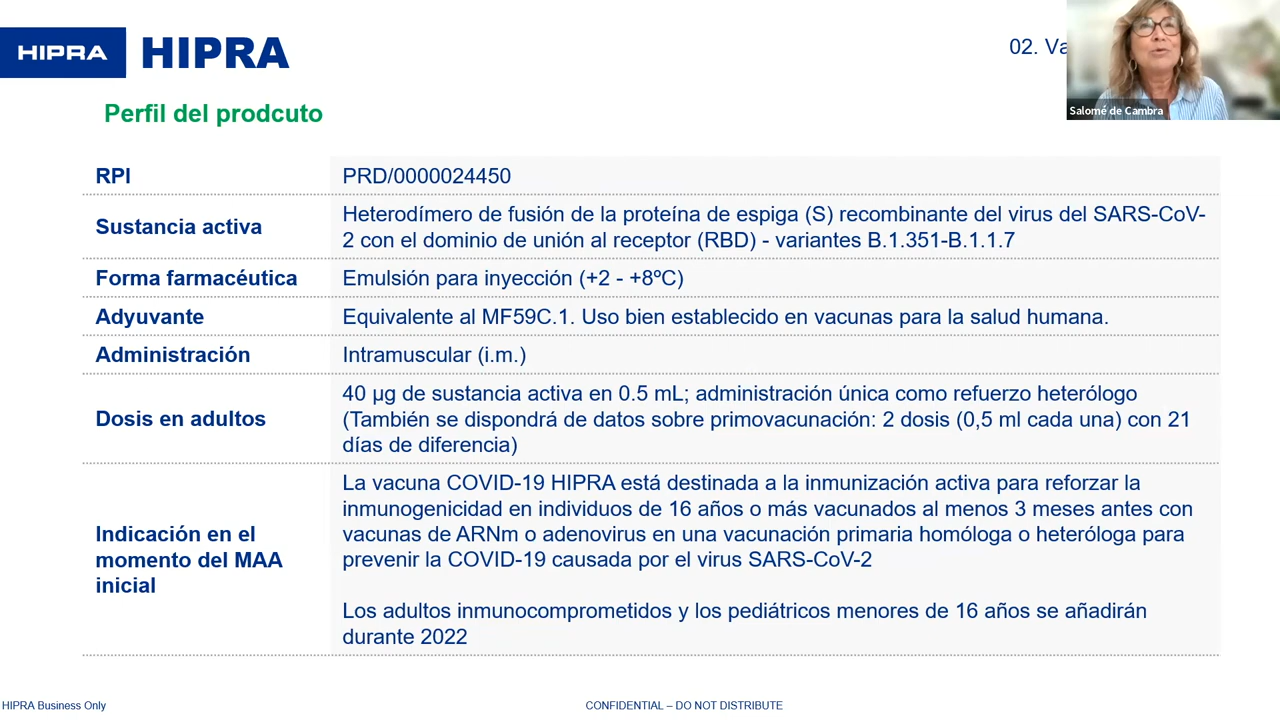 HIPRA
HIPRA
02. Va
Salomé de Cambra
Perfil del prodcuto
RPI
PRD/0000024450
Sustancia activa
Heterodímero de fusión de la proteína de espiga (S) recombinante del virus del SARS-CoV-
2 con el dominio de unión al receptor (RBD) - variantes B.1.351-B.1.1.7
Forma farmacéutica
Emulsión para inyección (+2 - +8ºC)
Adyuvante
Equivalente al MF59C.1. Uso bien establecido en vacunas para la salud humana.
Administración
Intramuscular (i.m.)
Dosis en adultos
40 µg de sustancia activa en 0.5 mL; administración única como refuerzo heterólogo
(También se dispondrá de datos sobre primovacunación: 2 dosis (0,5 ml cada una) con 21
días de diferencia)
Indicación en el
momento del MAA
inicial
La vacuna COVID-19 HIPRA está destinada a la inmunización activa para reforzar la
inmunogenicidad en individuos de 16 años o más vacunados al menos 3 meses antes con
vacunas de ARNm o adenovirus en una vacunación primaria homóloga o heteróloga para
prevenir la COVID-19 causada por el virus SARS-CoV-2
Los adultos inmunocomprometidos y los pediátricos menores de 16 años se añadirán
durante 2022
HIPRA Business Only
CONFIDENTIAL – DO NOT DISTRIBUTE